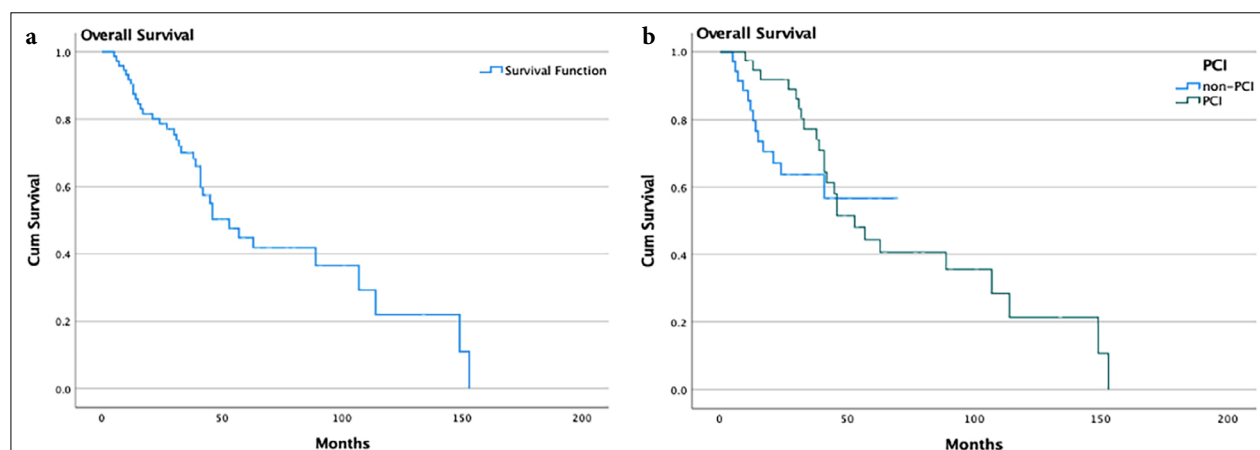 a
Overall Survival
Survival Function
Cum Survival
1.0
0.8
0.6
0.4
0.2
0.0
0 50 100 150 200
Months
b
Overall Survival
PCI
non-PCI
PCI
Cum Survival
1.0
0.8
0.6
0.4
0.2
0.0
0 50 100 150 200
Months